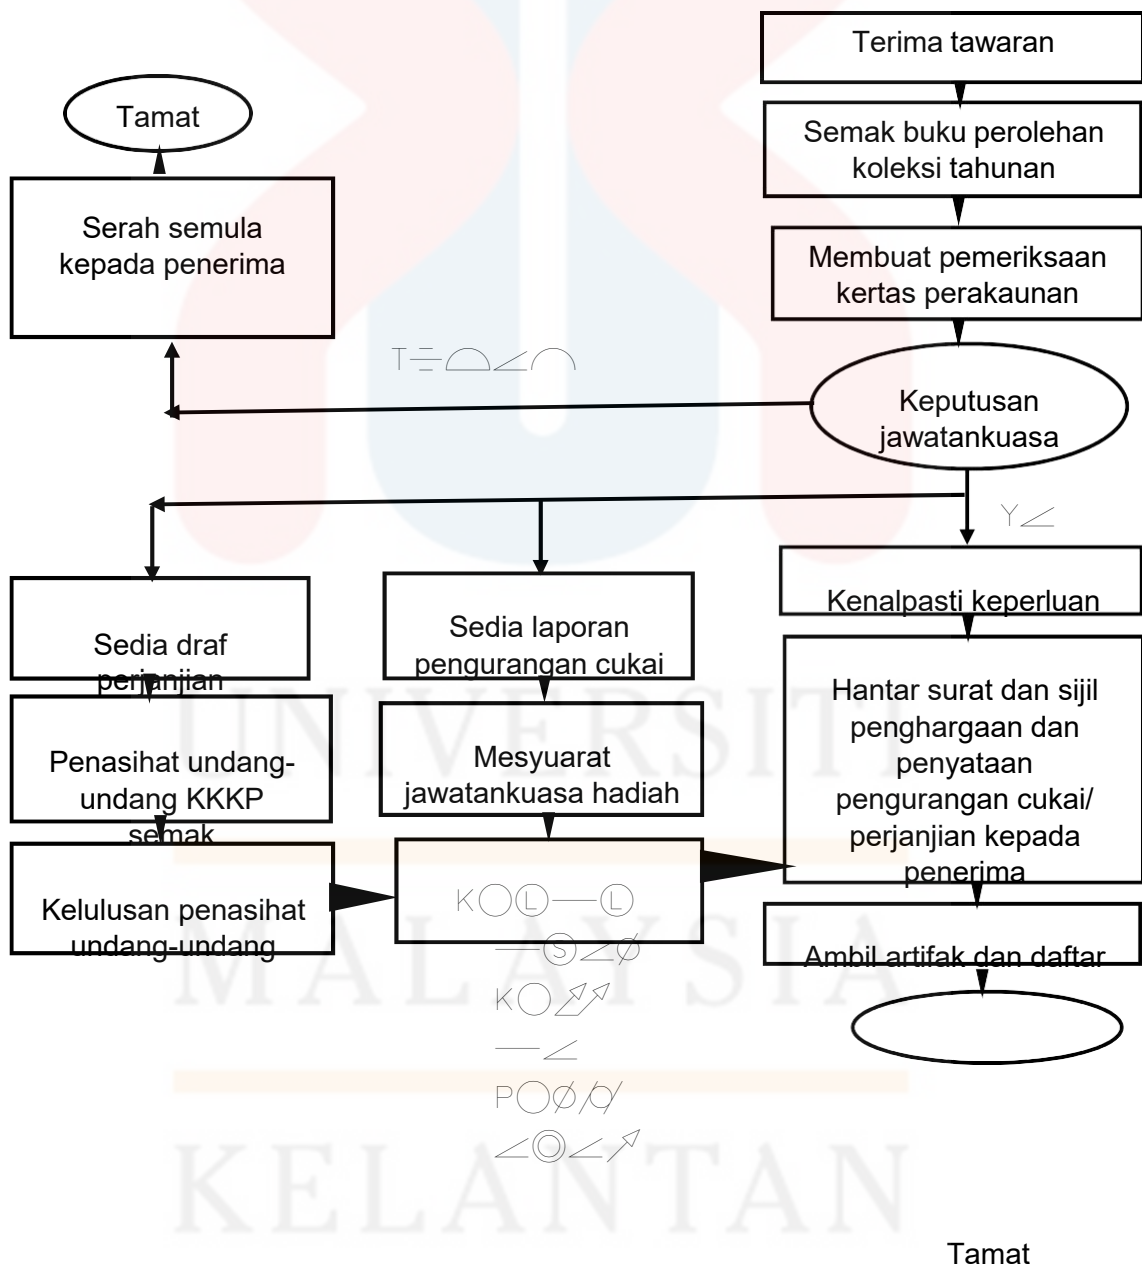 Terima tawaran
Semak buku perolehan
koleksi tahunan
Membuat pemeriksaan
kertas perakaunan
Keputusan
jawatankuasa
Tamat
Serah semula
kepada penerima
Sedia draf
perjanjian
Penasihat undang-
undang KKKP
semak
Kelulusan penasihat
undang-undang
Sedia laporan
pengurangan cukai
Mesyuarat
jawatankuasa hadiah
Kenalpasti keperluan
Hantar surat dan sijil
penghargaan dan
penyataan
pengurangan cukai/
perjanjian kepada
penerima
Ambil artifak dan daftar
Tamat
UNIVERSITI
MALAYSIA
KELANTAN